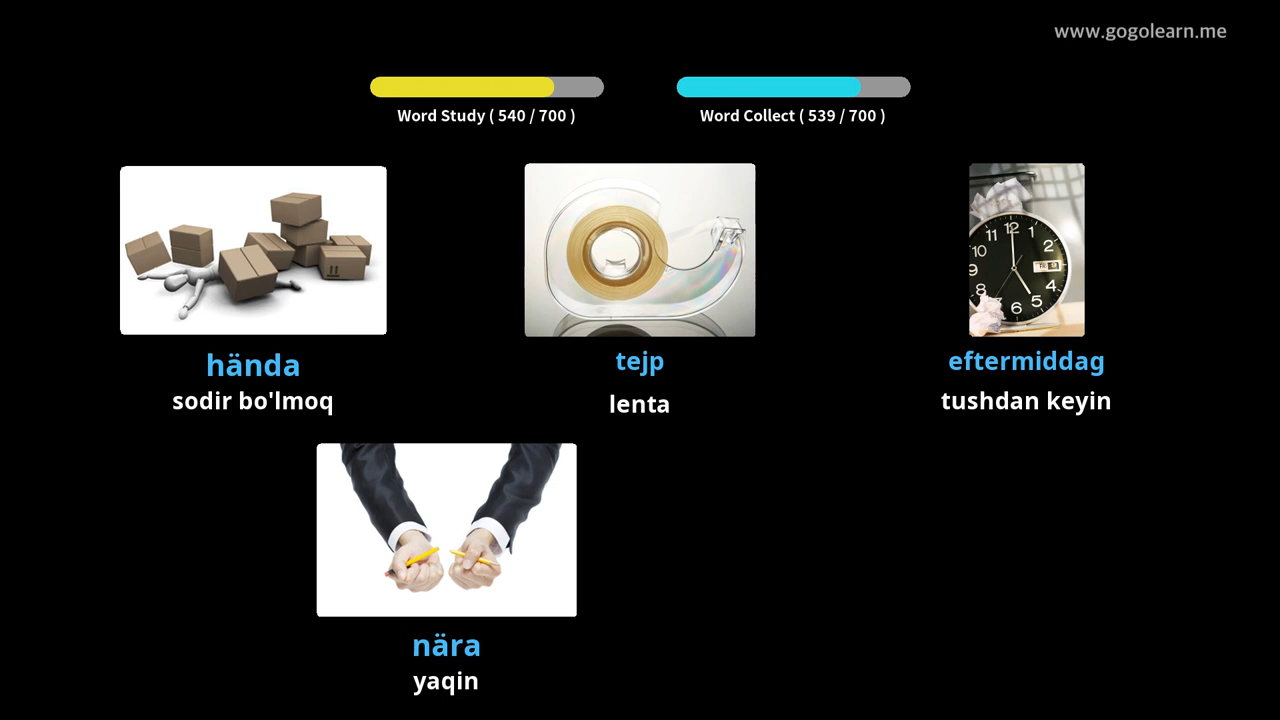 www.gogolearn.me
Word Study ( 540 / 700 )
Word Collect ( 539 / 700 )
hända
sodir bo'lmoq
tejp
lenta
eftermiddag
tushdan keyin
nära
yaqin